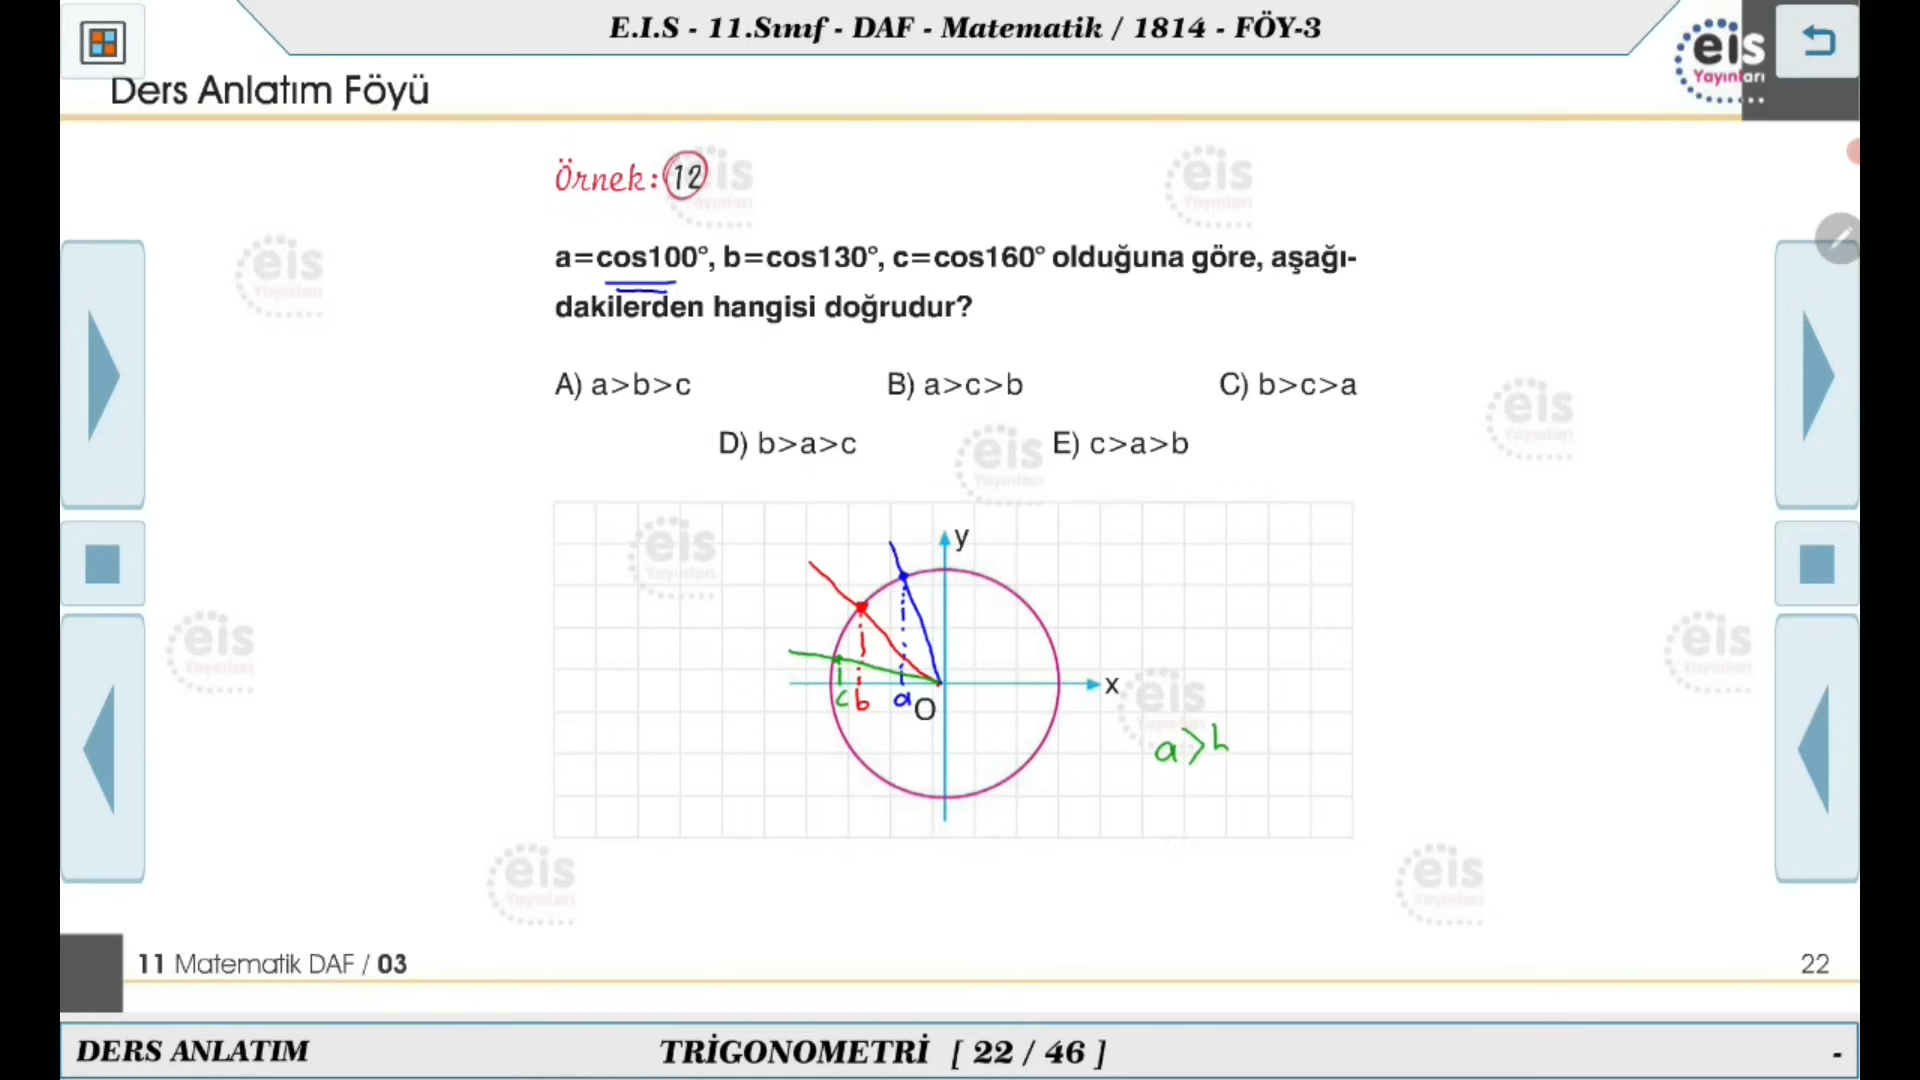 E.I.S - 11.Sınıf - DAF - Matematik / 1814 - FÖY-3
eis
Yayınları
Ders Anlatım Föyü
Örnek: 12
a=cos100°, b=cos130°, c=cos160° olduğuna göre, aşağı-
dakilerden hangisi doğrudur?
A) a>b>c B) a>c>b C) b>c>a
D) b>a>c E) c>a>b
y
x
c b a O
a>
11 Matematik DAF / 03
22
DERS ANLATIM TRİGONOMETRİ [ 22 / 46 ] -